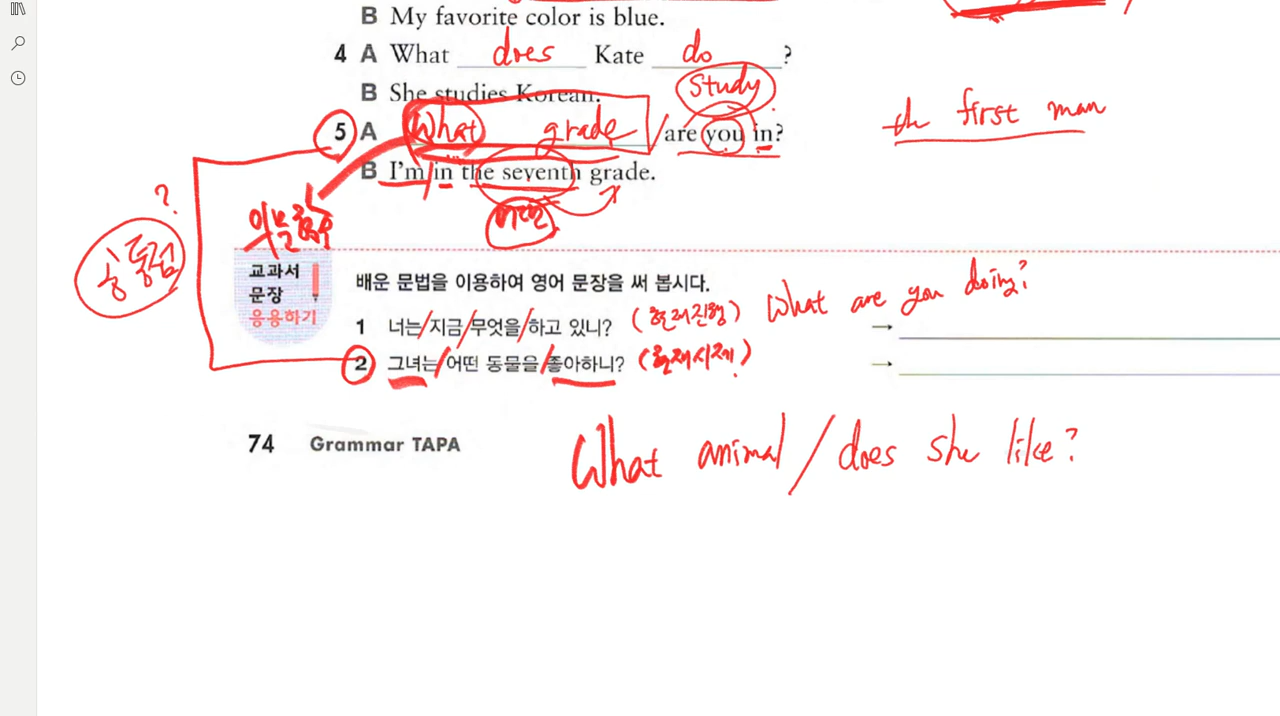 B My favorite color is blue.
4 A What does Kate do ?
B She studies Korean.
study
5 A What grade / are you in?
the first man
B I'm / in the seventh grade.
의문형용사
?
공통점
교과서
문장
응용하기
배운 문법을 이용하여 영어 문장을 써 봅시다.
1 너는/지금/무엇을/하고 있니? (현재진행) What are you doing?
→
2 그녀는/어떤 동물을/좋아하니? (현재시제)
→
What animal / does she like?
74 Grammar TAPA